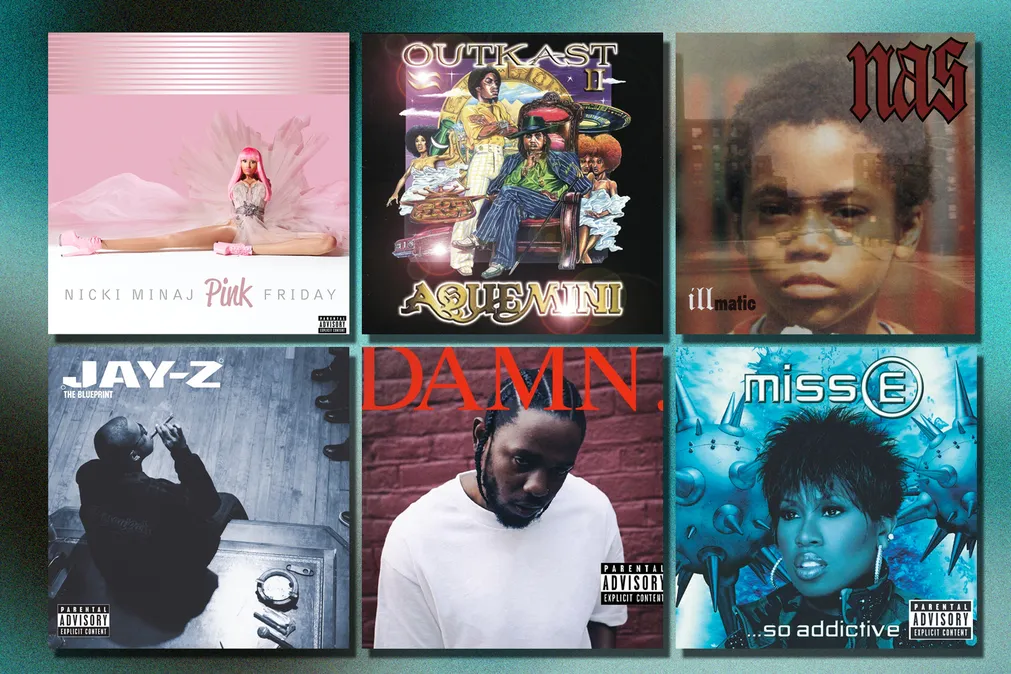 NICKI MINAJ Pink FRIDAY
PARENTAL
ADVISORY
EXPLICIT CONTENT
OUTKAST
II
AQUEMINI
nas
illmatic
JAY-Z
THE BLUEPRINT
PARENTAL
ADVISORY
EXPLICIT CONTENT
DAMN.
PARENTAL
ADVISORY
EXPLICIT CONTENT
miss E
...so addictive
PARENTAL
ADVISORY
EXPLICIT CONTENT